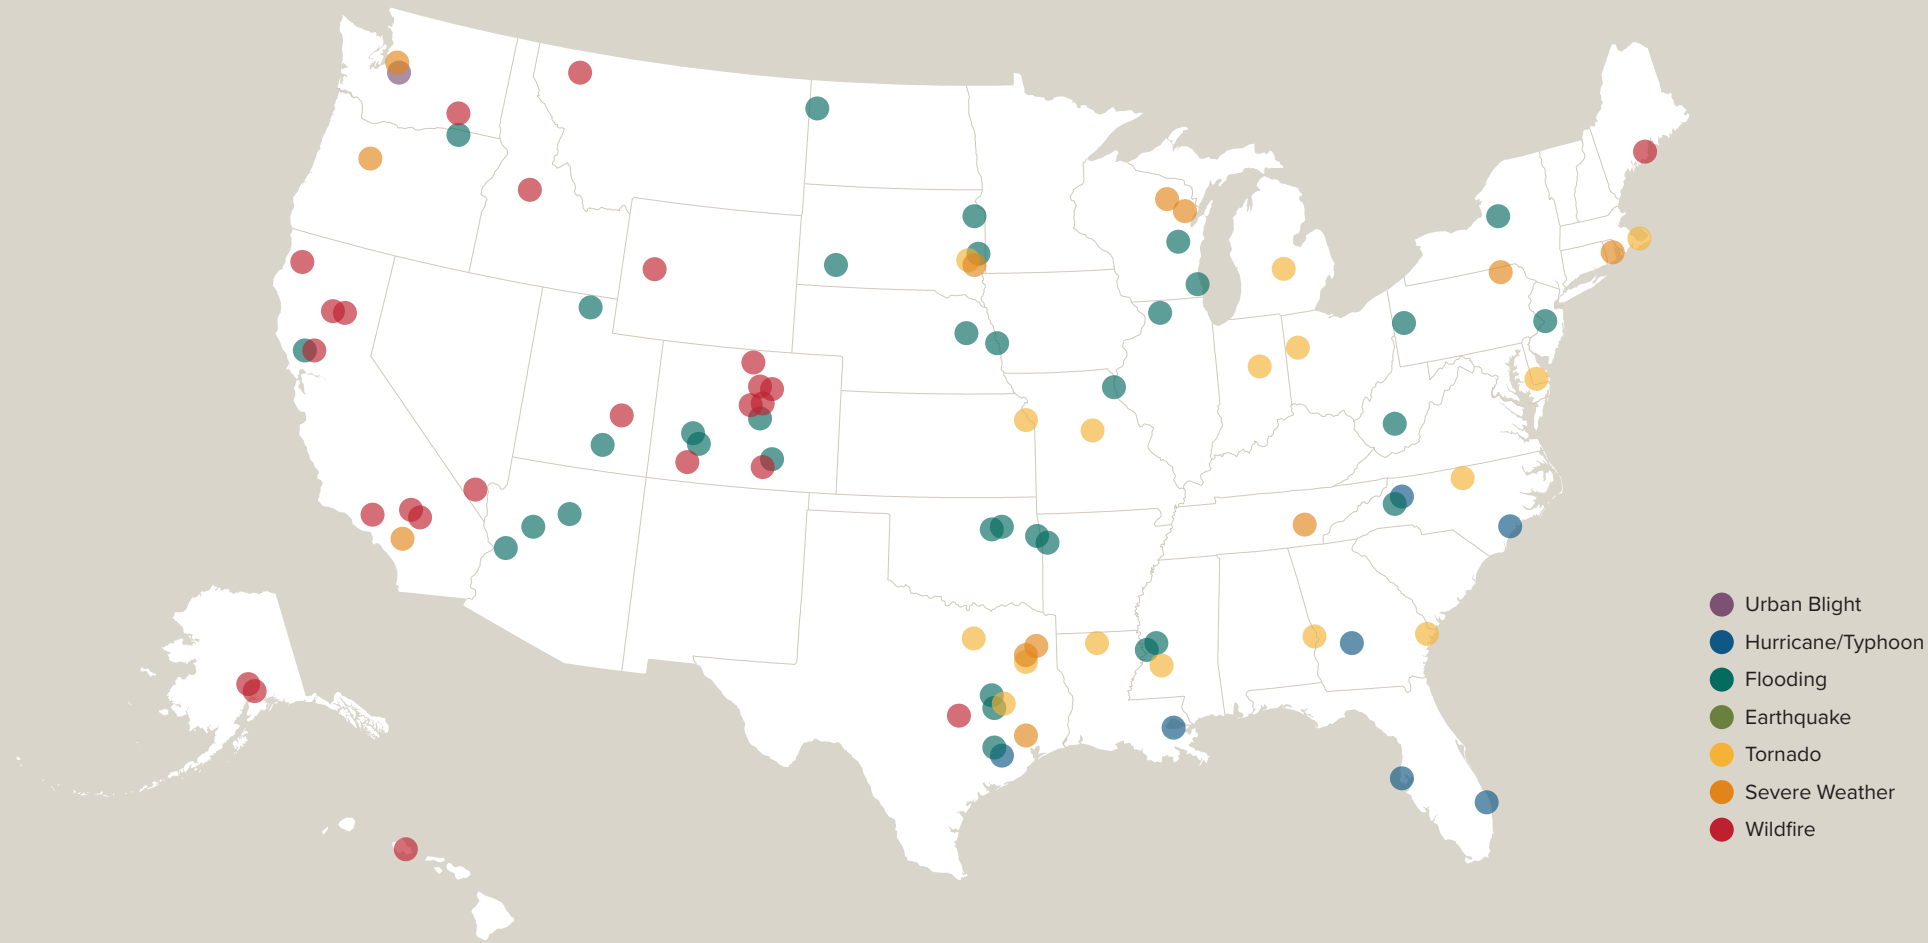 Urban Blight
Hurricane/Typhoon
Flooding
Earthquake
Tornado
Severe Weather
Wildfire